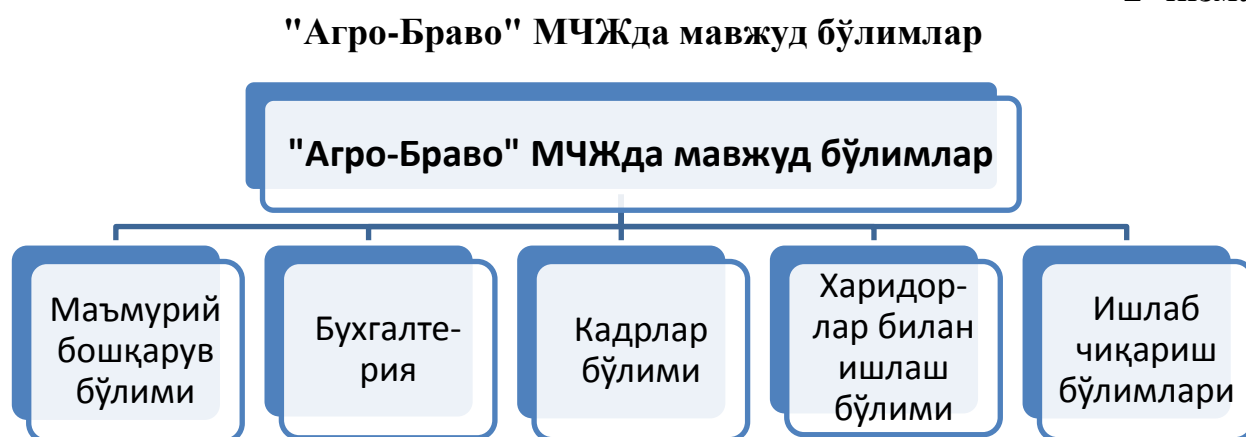 "Агро-Браво" МЧЖда мавжуд бўлимлар
"Агро-Браво" МЧЖда мавжуд бўлимлар
Маъмурий
бошқарув
бўлими
Бухгалте-
рия
Кадрлар
бўлими
Харидор-
лар билан
ишлаш
бўлими
Ишлаб
чиқариш
бўлимлари